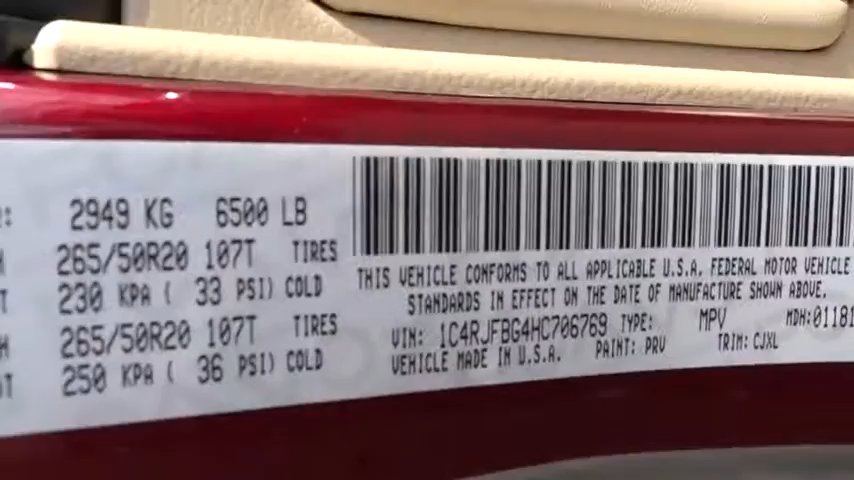 2949 KG 6500 LB
265/50R20 107T TIRES
230 KPA ( 33 PSI) COLD
265/50R20 107T TIRES
250 KPA ( 36 PSI) COLD
THIS VEHICLE CONFORMS TO ALL APPLICABLE U.S.A. FEDERAL MOTOR VEHICLE
STANDARDS IN EFFECT ON THE DATE OF MANUFACTURE SHOWN ABOVE.
VIN: 1C4RJFBG4HC706769 TYPE: MPV MDH:01181
VEHICLE MADE IN U.S.A. PAINT: PRV TRIM: CJXL